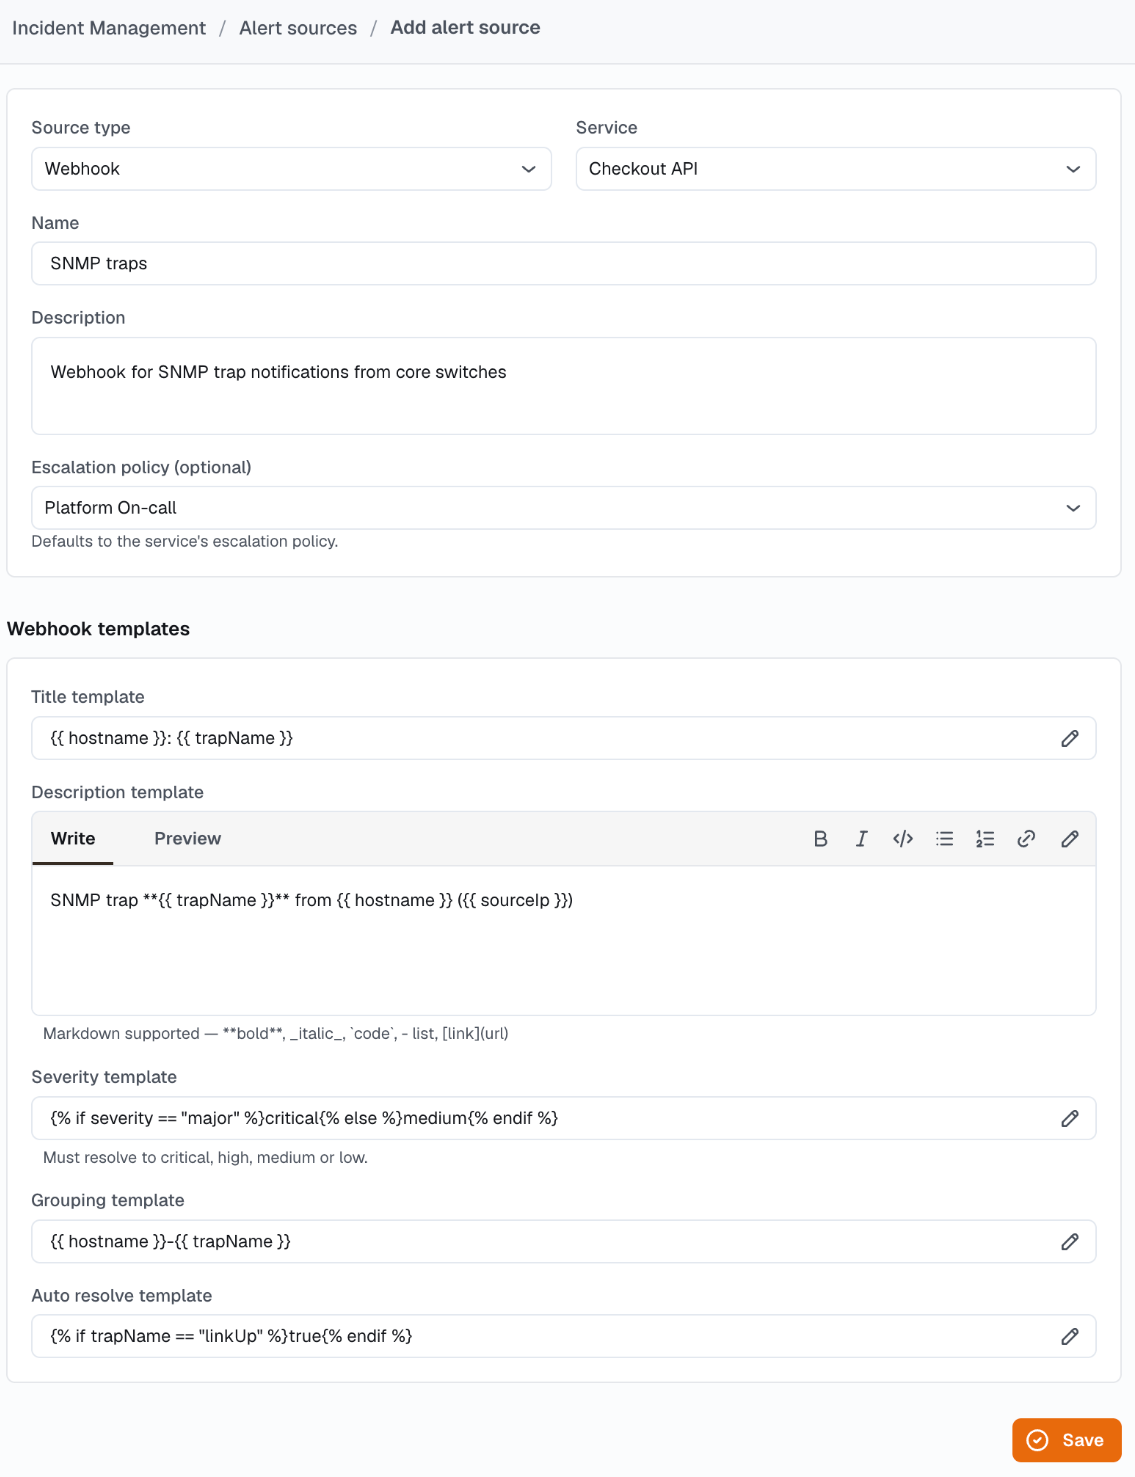 Incident Management / Alert sources / Add alert source
Source type
Service
Webhook
Checkout API
Name
SNMP traps
Description
Webhook for SNMP trap notifications from core switches
Escalation policy (optional)
Platform On-call
Defaults to the service's escalation policy.
Webhook templates
Title template
{{ hostname }}: {{ trapName }}
Description template
Write Preview
SNMP trap **{{ trapName }}** from {{ hostname }} ({{ sourceIp }})
Markdown supported — **bold**, _italic_, `code`, - list, [link](url)
Severity template
{% if severity == "major" %}critical{% else %}medium{% endif %}
Must resolve to critical, high, medium or low.
Grouping template
{{ hostname }}-{{ trapName }}
Auto resolve template
{% if trapName == "linkUp" %}true{% endif %}
Save